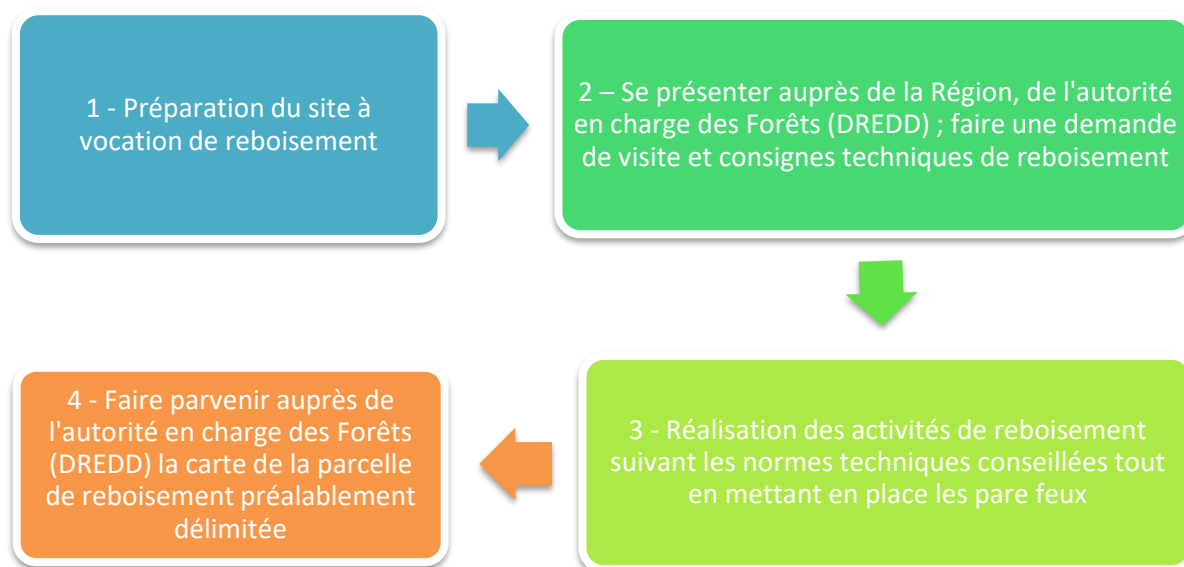 1 - Préparation du site à
vocation de reboisement
2 – Se présenter auprès de la Région, de l'autorité
en charge des Forêts (DREDD) ; faire une demande
de visite et consignes techniques de reboisement
3 - Réalisation des activités de reboisement
suivant les normes techniques conseillées tout
en mettant en place les pare feux
4 - Faire parvenir auprès de
l'autorité en charge des Forêts
(DREDD) la carte de la parcelle
de reboisement préalablement
délimitée